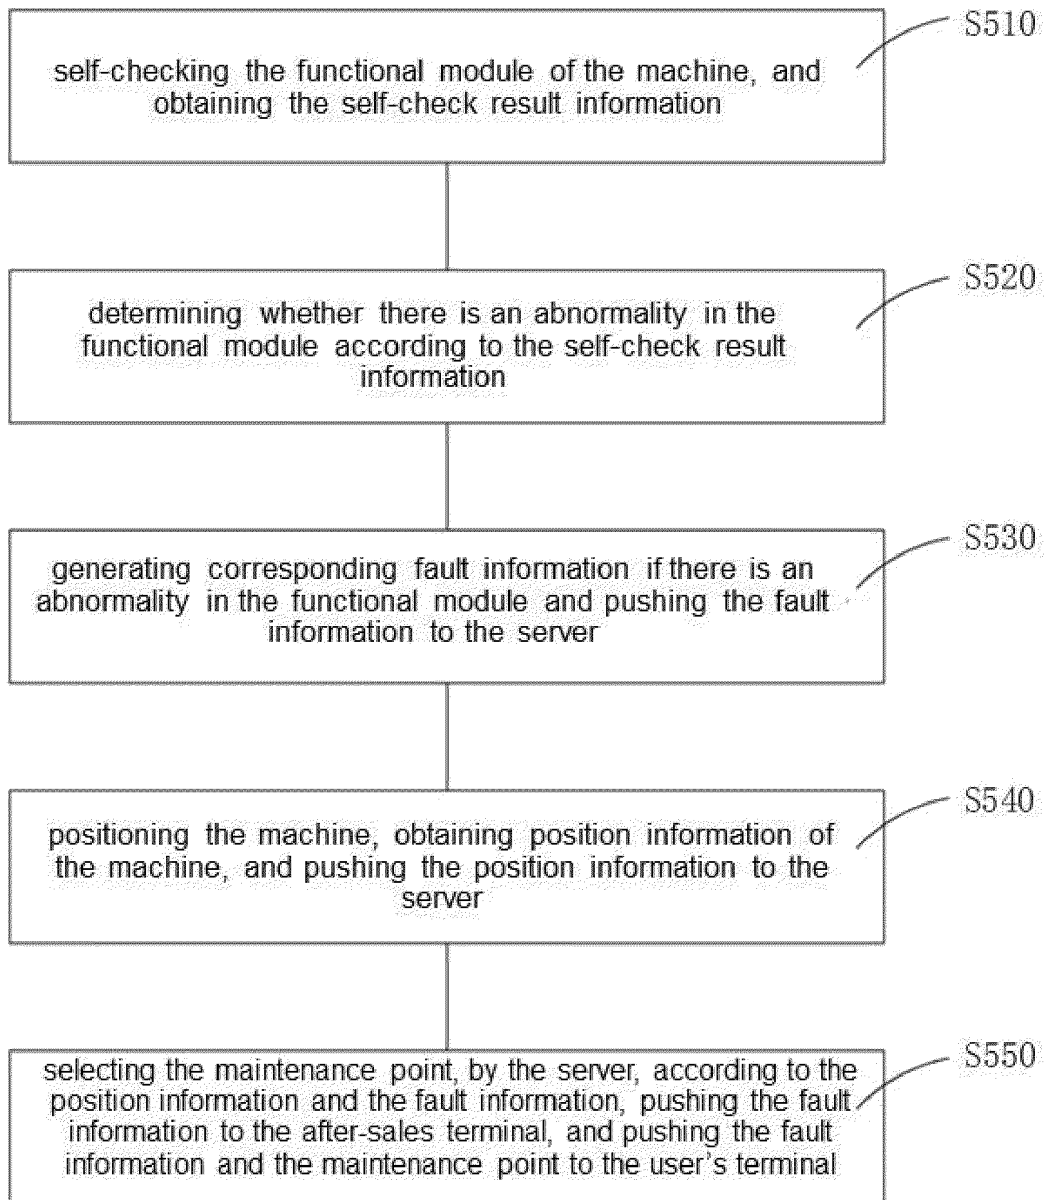 S510
self-checking the functional module of the machine, and
obtaining the self-check result information
S520
determining whether there is an abnormality in the
functional module according to the self-check result
information
S530
generating corresponding fault information if there is an
abnormality in the functional module and pushing the fault
information to the server
S540
positioning the machine, obtaining position information of
the machine, and pushing the position information to the
server
S550
selecting the maintenance point, by the server, according to the
position information and the fault information, pushing the fault
information to the after-sales terminal, and pushing the fault
information and the maintenance point to the user's terminal